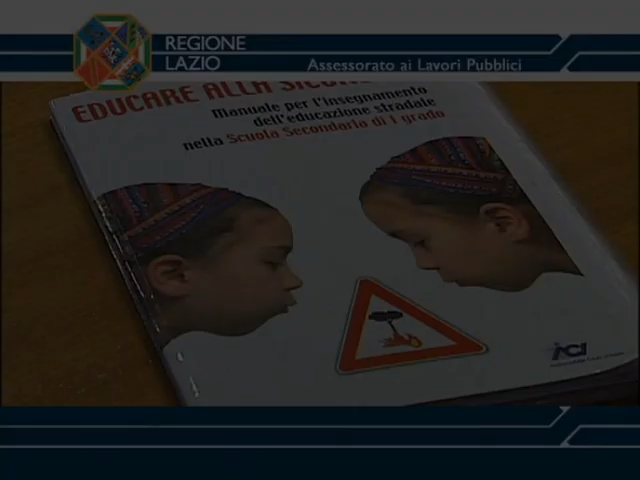 REGIONE
LAZIO
Assessorato ai Lavori Pubblici
EDUCARE ALLA
Manuale per l'insegnamento
dell'educazione stradale
nella Scuola Secondaria di I grado
ACI